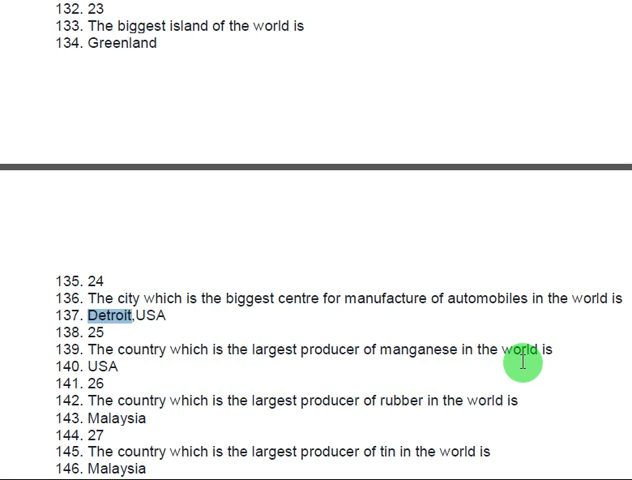 132. 23
133. The biggest island of the world is
134. Greenland
135. 24
136. The city which is the biggest centre for manufacture of automobiles in the world is
137. Detroit,USA
138. 25
139. The country which is the largest producer of manganese in the world is
140. USA
141. 26
142. The country which is the largest producer of rubber in the world is
143. Malaysia
144. 27
145. The country which is the largest producer of tin in the world is
146. Malaysia